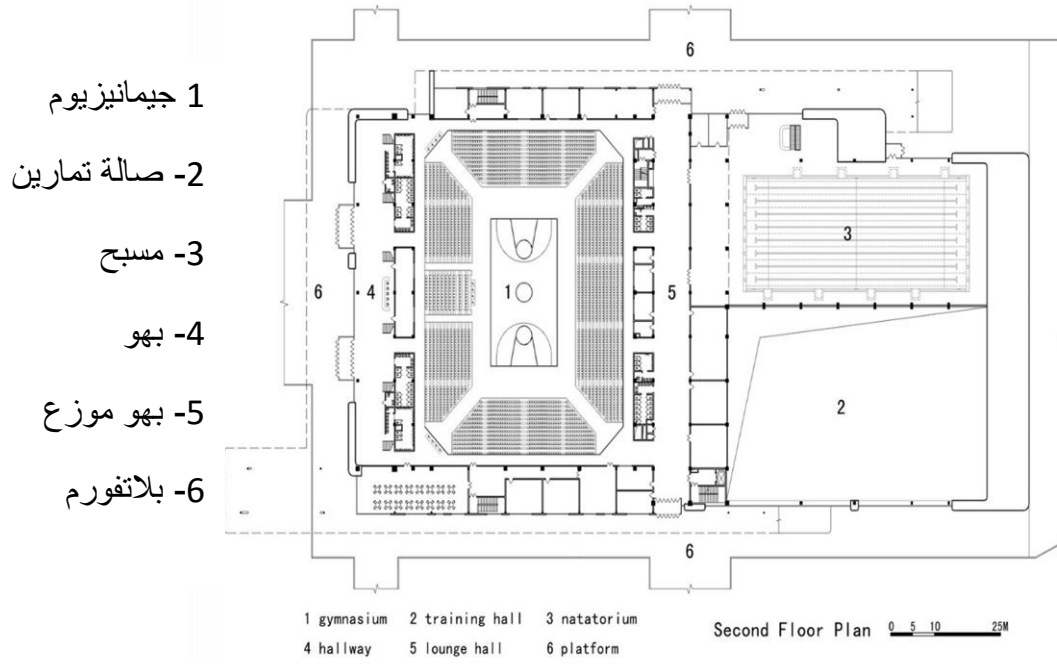 1 جيمانيزيوم
2- صالة تمارين
3- مسبح
4- بهو
5- بهو موزع
6- بلاتفورم
6
3
6
4
1
5
2
6
1 gymnasium 2 training hall 3 natatorium
4 hallway 5 lounge hall 6 platform
Second Floor Plan 0 5 10 25M